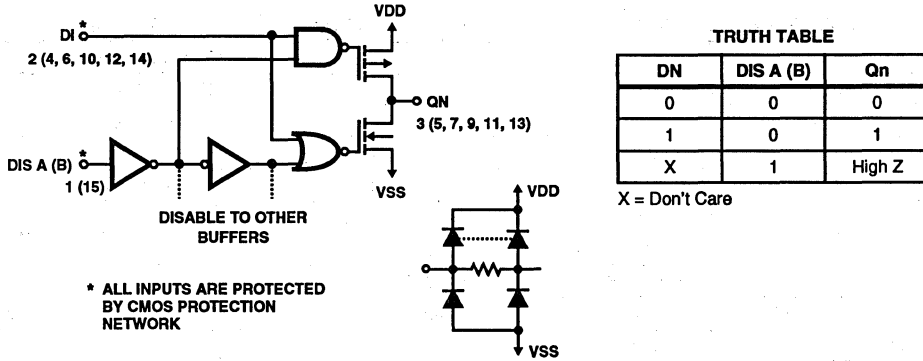 VDD
DI *
2 (4, 6, 10, 12, 14)
QN
3 (5, 7, 9, 11, 13)
DIS A (B) *
1 (15)
VSS
DISABLE TO OTHER
BUFFERS
VDD
* ALL INPUTS ARE PROTECTED
BY CMOS PROTECTION
NETWORK
VSS
TRUTH TABLE
DN DIS A (B) Qn
0 0 0
1 0 1
X 1 High Z
X = Don't Care